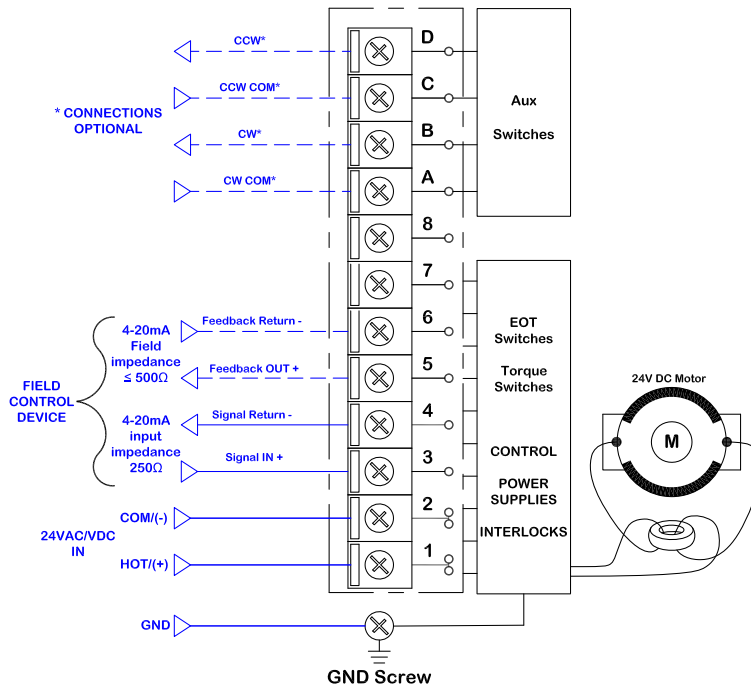 CCW*
D
CCW COM*
C
* CONNECTIONS
OPTIONAL
CW*
B
CW COM*
A
Aux
Switches
8
7
Feedback Return -
6
4-20mA
Field
impedance
≤ 500Ω
Feedback OUT +
5
FIELD
CONTROL
DEVICE
Signal Return -
4
4-20mA
input
impedance
250Ω
Signal IN +
3
COM/(-)
2
24VAC/VDC
IN
HOT/(+)
1
EOT
Switches
Torque
Switches
CONTROL
POWER
SUPPLIES
INTERLOCKS
24V DC Motor
M
GND
GND Screw